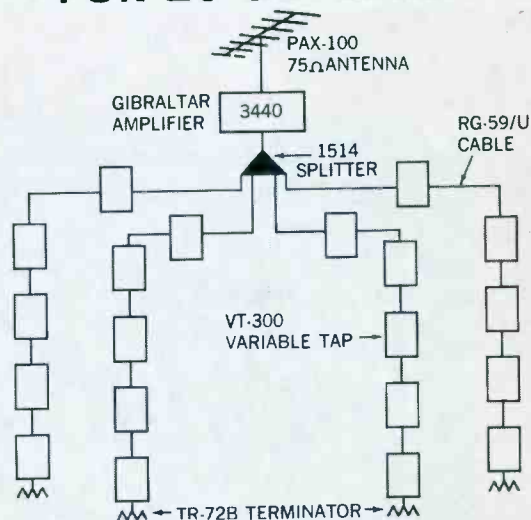 PAX-100
75Ω ANTENNA
GIBRALTAR
AMPLIFIER
3440
1514
SPLITTER
RG-59/U
CABLE
VT-300
VARIABLE TAP
TR-72B TERMINATOR